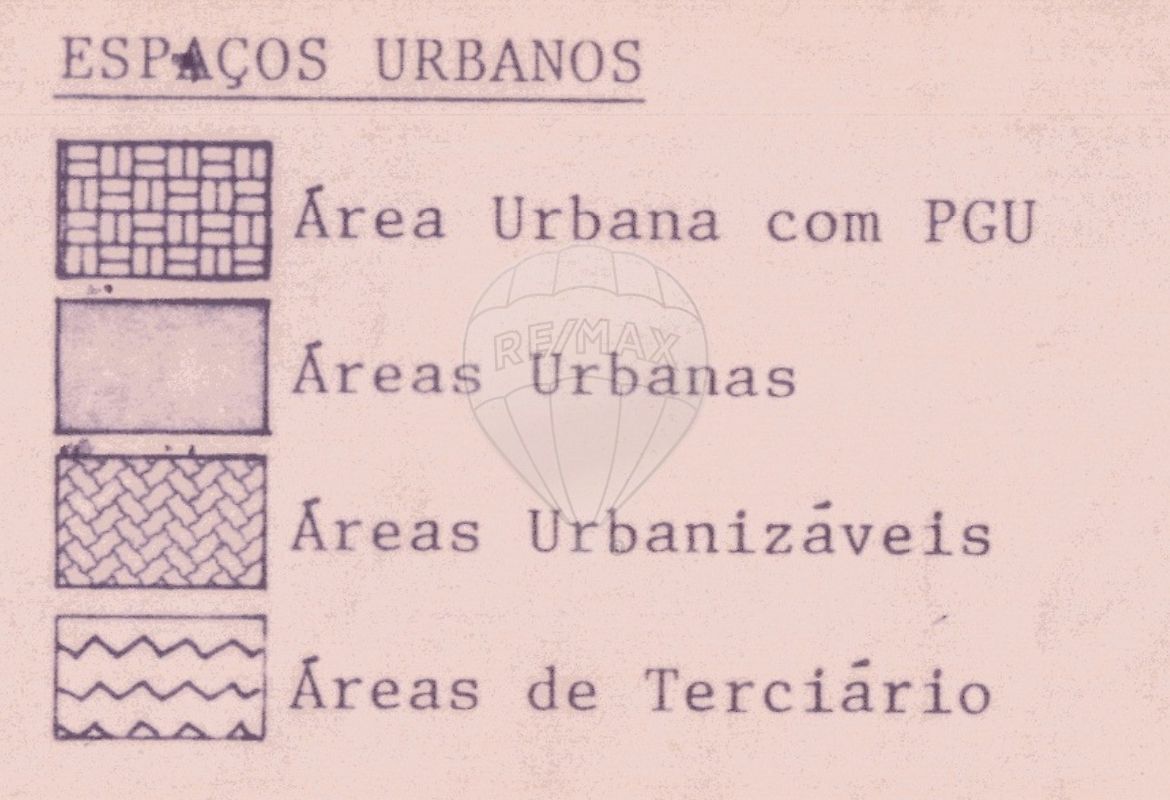 ESPAÇOS URBANOS
Área Urbana com PGU
RE/MAX
Áreas Urbanas
Áreas Urbanizáveis
Áreas de Terciário